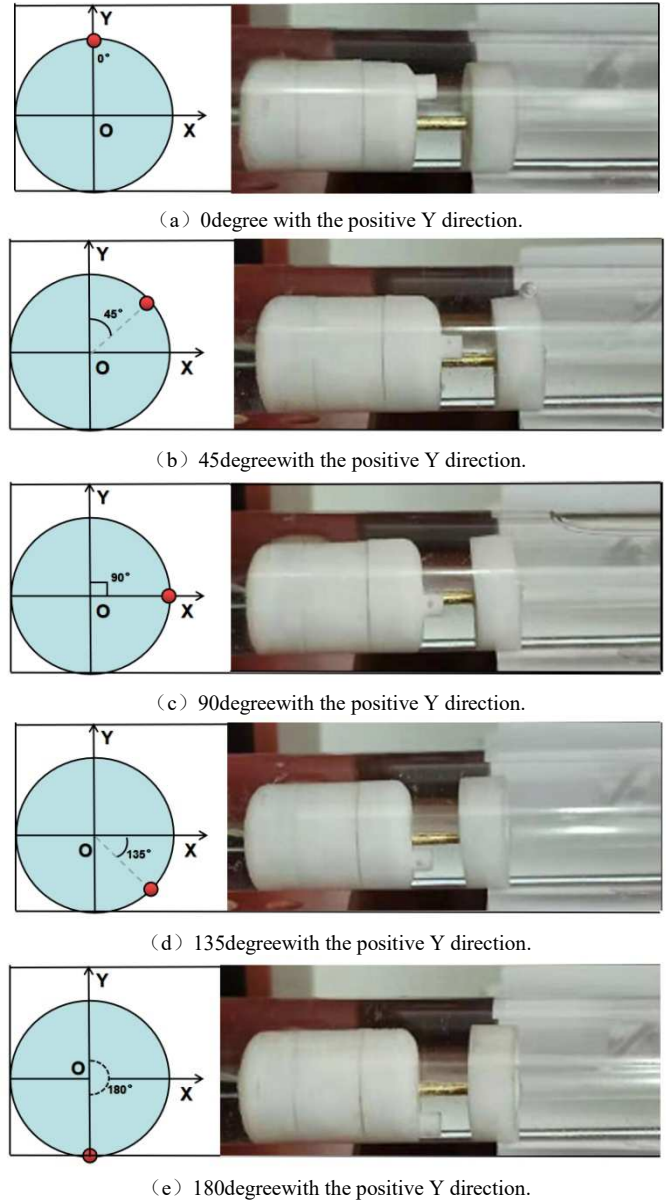 Y
0°
O
X
（a）0degree with the positive Y direction.
Y
45°
O
X
（b）45degreewith the positive Y direction.
Y
90°
O
X
（c）90degreewith the positive Y direction.
Y
O
135°
X
（d）135degreewith the positive Y direction.
Y
O
180°
X
（e）180degreewith the positive Y direction.